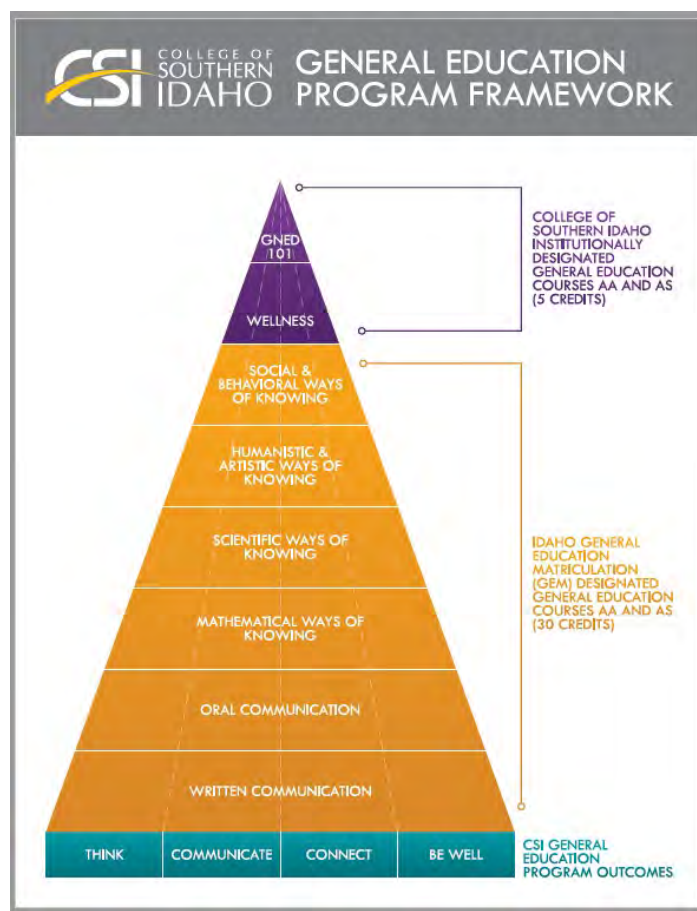 CSI
COLLEGE OF
SOUTHERN
IDAHO
GENERAL EDUCATION
PROGRAM FRAMEWORK
GNED
101
WELLNESS
COLLEGE OF
SOUTHERN IDAHO
INSTITUTIONALLY
DESIGNATED
GENERAL EDUCATION
COURSES AA AND AS
(5 CREDITS)
SOCIAL &
BEHAVIORAL WAYS
OF KNOWING
HUMANISTIC &
ARTISTIC WAYS OF
KNOWING
SCIENTIFIC WAYS OF
KNOWING
MATHEMATICAL WAYS OF
KNOWING
ORAL COMMUNICATION
WRITTEN COMMUNICATION
IDAHO GENERAL
EDUCATION
MATRICULATION
(GEM) DESIGNATED
GENERAL EDUCATION
COURSES AA AND AS
(30 CREDITS)
THINK
COMMUNICATE
CONNECT
BE WELL
CSI GENERAL
EDUCATION
PROGRAM OUTCOMES